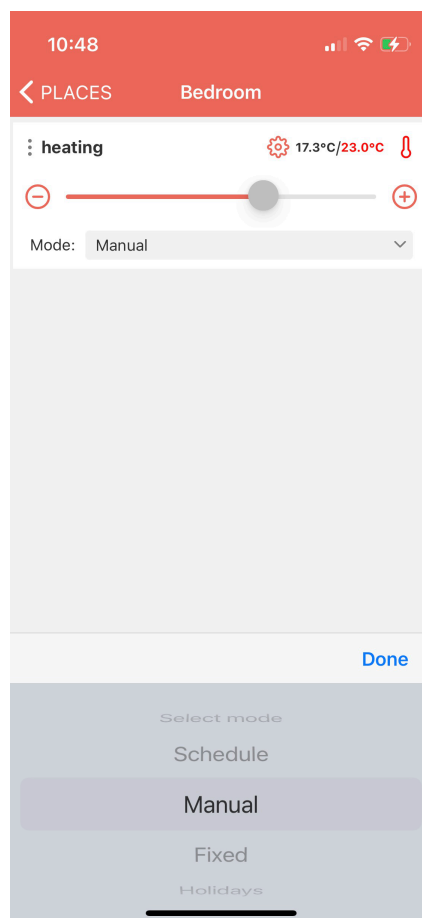 10:48
PLACES Bedroom
heating 17.3°C/23.0°C
Mode: Manual
Done
Select mode
Schedule
Manual
Fixed
Holidays